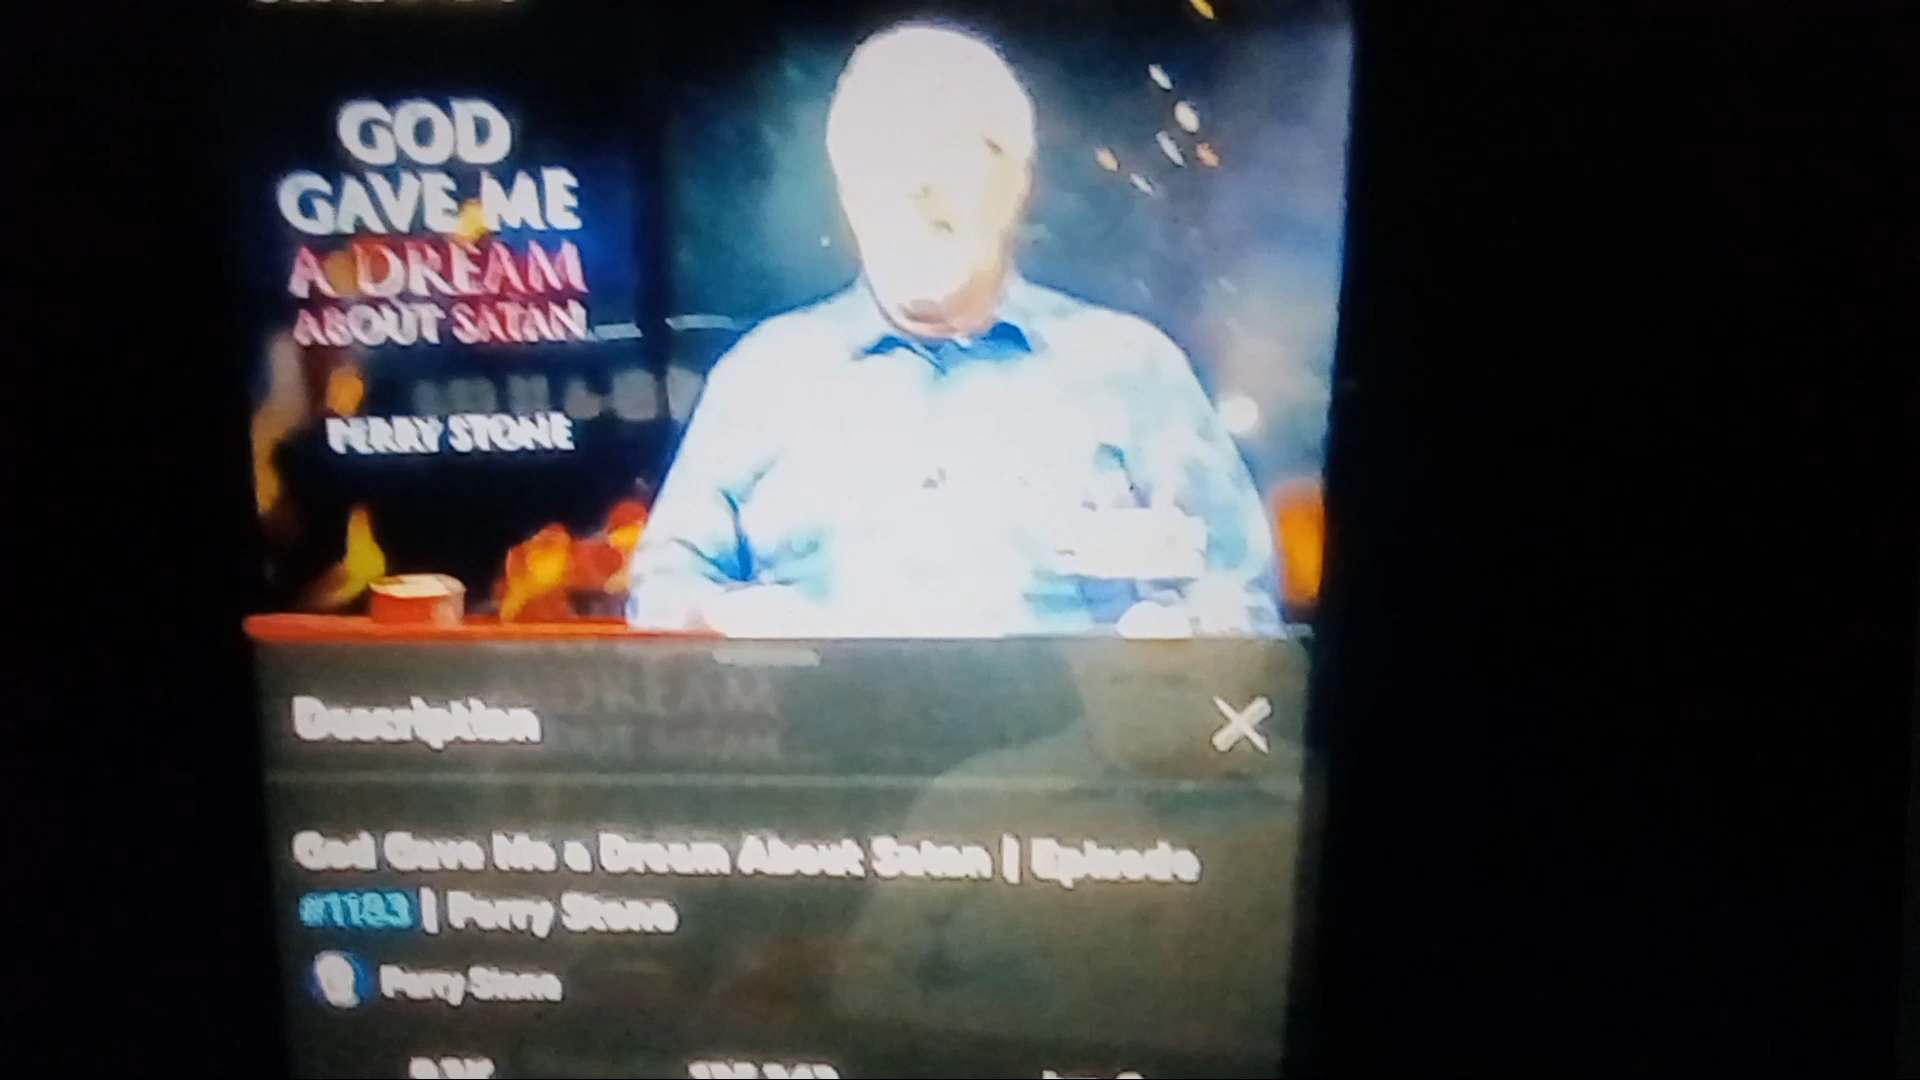 GOD
GAVE ME
A DREAM
ABOUT SATAN
PERRY STONE
DREAM
Description
God Gave Me a Dream About Satan | Episode
#1183 | Perry Stone
Perry Stone